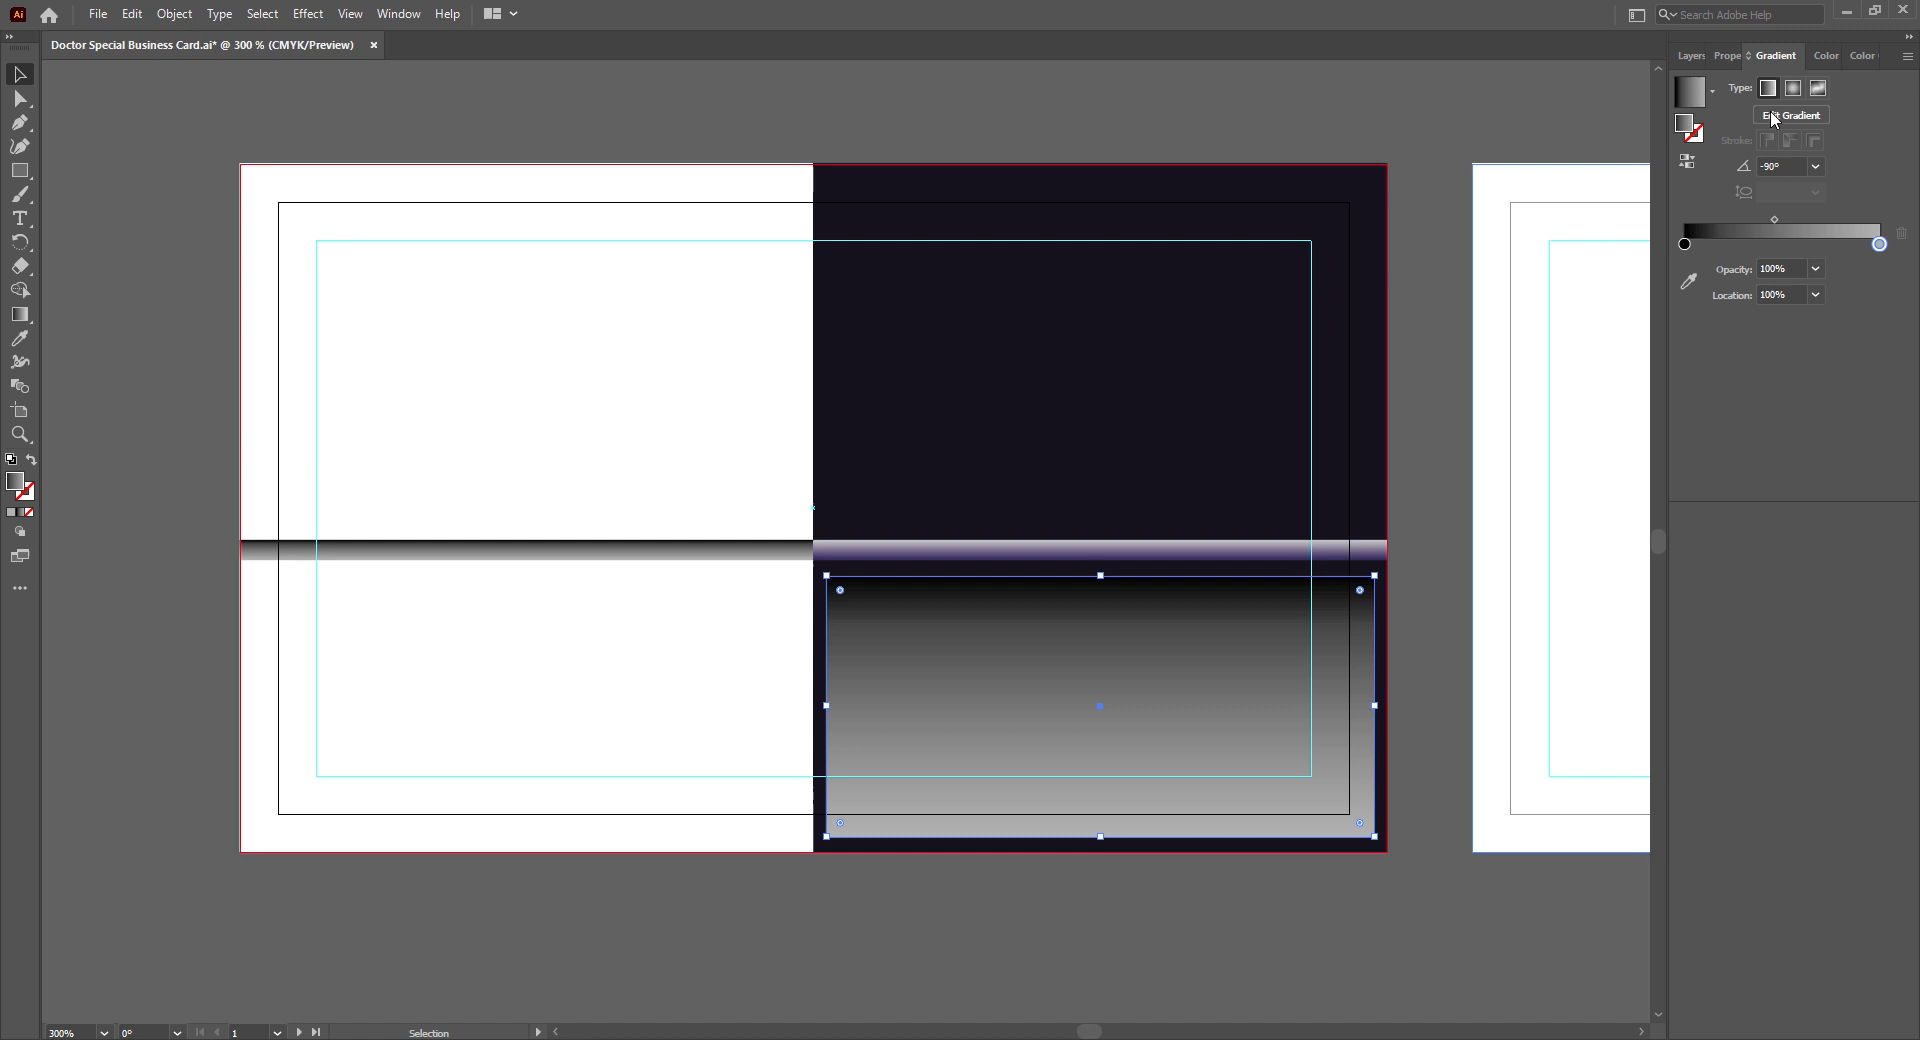 Ai File Edit Object Type Select Effect View Window Help Search Adobe Help
Doctor Special Business Card.ai* @ 300 % (CMYK/Preview) ×
Layers Prope Gradient Color Color
Type:
Edit Gradient
Stroke:
-90°
Opacity: 100%
Location: 100%
300% 0° 1 Selection